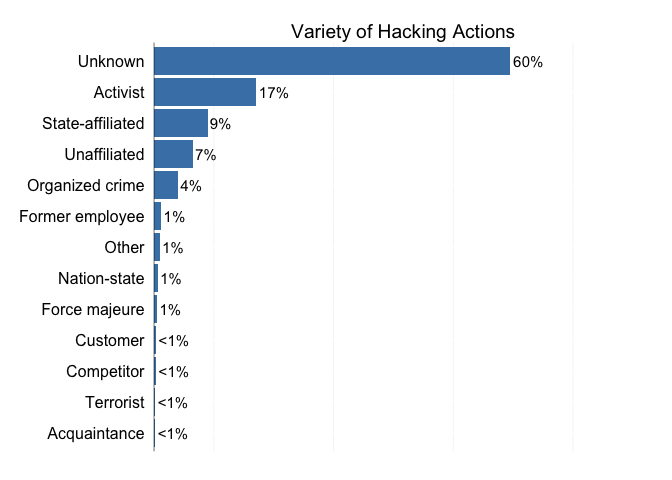 Variety of Hacking Actions
Unknown 60%
Activist 17%
State-affiliated 9%
Unaffiliated 7%
Organized crime 4%
Former employee 1%
Other 1%
Nation-state 1%
Force majeure 1%
Customer <1%
Competitor <1%
Terrorist <1%
Acquaintance <1%